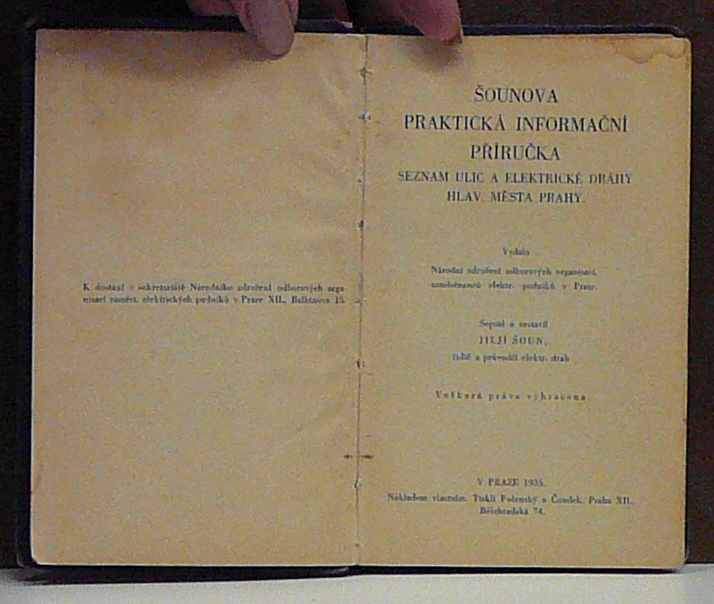 K dostání v sekretariátě Národního sdružení odborových orga-
nisací zaměst. elektrických podniků v Praze XII., Balbínova 15.
ŠOUNOVA
PRAKTICKÁ INFORMAČNÍ
PŘÍRUČKA
SEZNAM ULIC A ELEKTRICKÉ DRÁHY
HLAV. MĚSTA PRAHY.
Vydalo
Národní sdružení odborových organisací,
zaměstnanců elektr. podniků v Praze.
Sepsal a sestavil
JILJÍ ŠOUN,
řidič a průvodčí elektr. drah
Veškerá práva vyhrazena
V PRAZE 1935.
Nákladem vlastním. Tiskli Polenský a Čondek, Praha XII.,
Bělehradská 74.